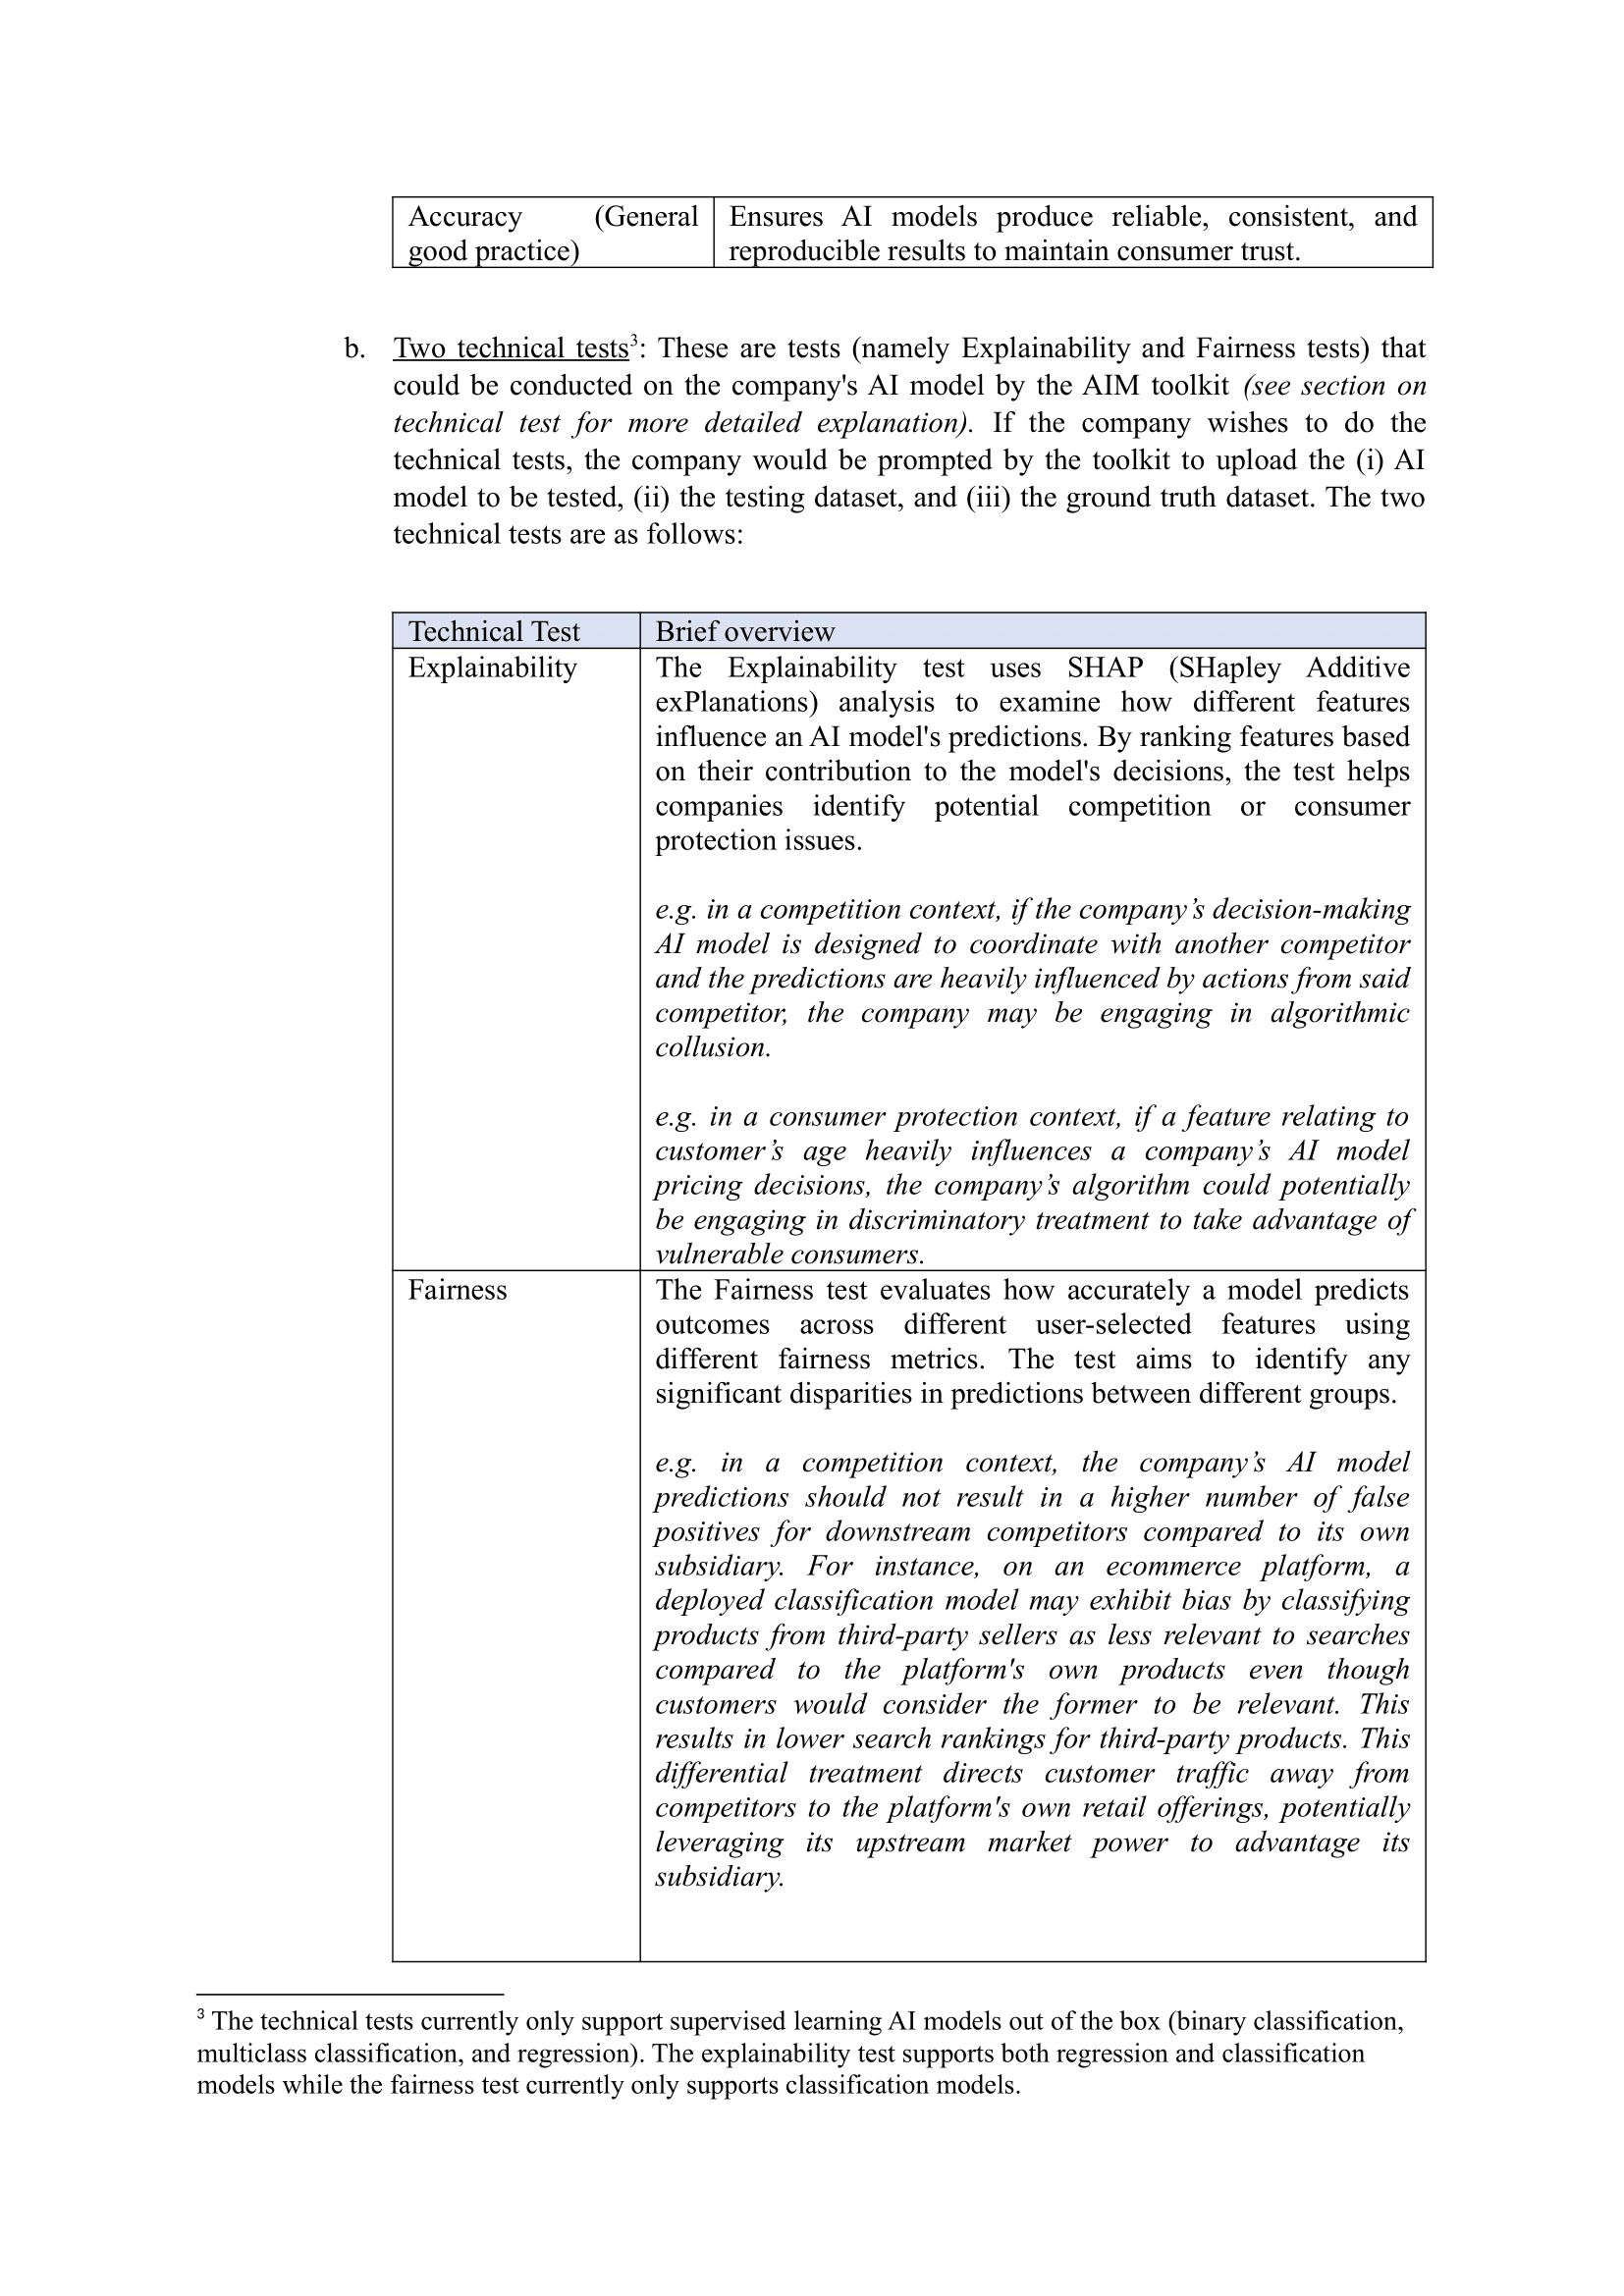 Accuracy (General
good practice)
Ensures AI models produce reliable, consistent, and
reproducible results to maintain consumer trust.
b. Two technical tests3: These are tests (namely Explainability and Fairness tests) that
could be conducted on the company's AI model by the AIM toolkit (see section on
technical test for more detailed explanation). If the company wishes to do the
technical tests, the company would be prompted by the toolkit to upload the (i) AI
model to be tested, (ii) the testing dataset, and (iii) the ground truth dataset. The two
technical tests are as follows:
Technical Test
Brief overview
Explainability
The Explainability test uses SHAP (SHapley Additive
exPlanations) analysis to examine how different features
influence an AI model's predictions. By ranking features based
on their contribution to the model's decisions, the test helps
companies identify potential competition or consumer
protection issues.
e.g. in a competition context, if the company’s decision-making
AI model is designed to coordinate with another competitor
and the predictions are heavily influenced by actions from said
competitor, the company may be engaging in algorithmic
collusion.
e.g. in a consumer protection context, if a feature relating to
customer’s age heavily influences a company’s AI model
pricing decisions, the company’s algorithm could potentially
be engaging in discriminatory treatment to take advantage of
vulnerable consumers.
Fairness
The Fairness test evaluates how accurately a model predicts
outcomes across different user-selected features using
different fairness metrics. The test aims to identify any
significant disparities in predictions between different groups.
e.g. in a competition context, the company’s AI model
predictions should not result in a higher number of false
positives for downstream competitors compared to its own
subsidiary. For instance, on an ecommerce platform, a
deployed classification model may exhibit bias by classifying
products from third-party sellers as less relevant to searches
compared to the platform's own products even though
customers would consider the former to be relevant. This
results in lower search rankings for third-party products. This
differential treatment directs customer traffic away from
competitors to the platform's own retail offerings, potentially
leveraging its upstream market power to advantage its
subsidiary.
3 The technical tests currently only support supervised learning AI models out of the box (binary classification,
multiclass classification, and regression). The explainability test supports both regression and classification
models while the fairness test currently only supports classification models.